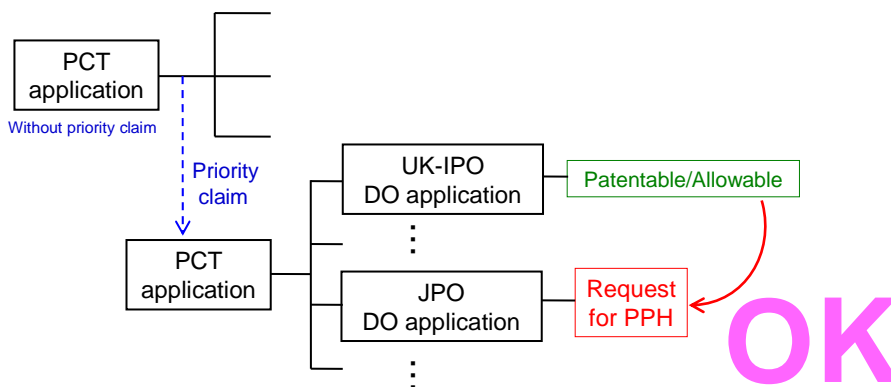 PCT
application
Without priority claim
Priority
claim
UK-IPO
DO application
Patentable/Allowable
⋮
PCT
application
JPO
DO application
Request
for PPH
OK
⋮